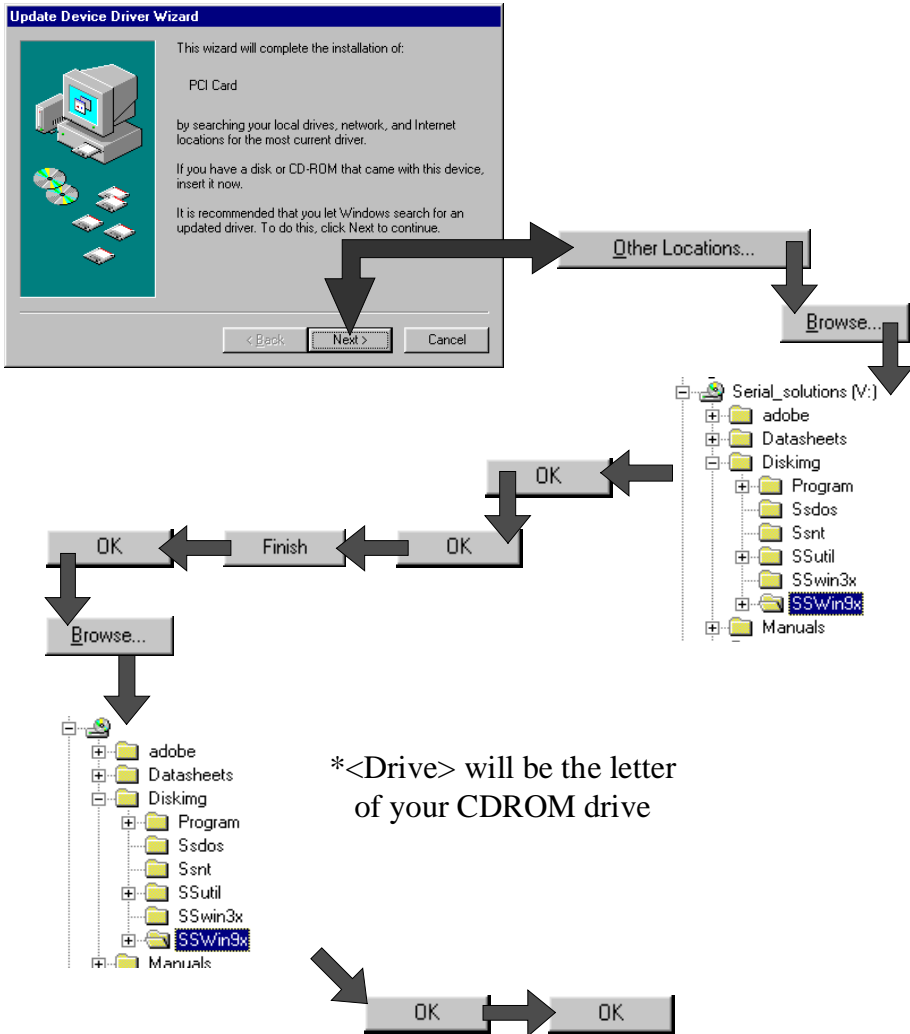 Update Device Driver Wizard
This wizard will complete the installation of:
PCI Card
by searching your local drives, network, and Internet
locations for the most current driver.
If you have a disk or CD-ROM that came with this device,
insert it now.
It is recommended that you let Windows search for an
updated driver. To do this, click Next to continue.
< Back
Next >
Cancel
Other Locations...
Browse...
Serial_solutions (V:)
adobe
Datasheets
Diskimg
Program
Ssdos
Ssnt
SSutil
SSwin3x
SSWin9x
Manuals
OK
OK
Finish
OK
Browse...
adobe
Datasheets
Diskimg
Program
Ssdos
Ssnt
SSutil
SSwin3x
SSWin9x
Manuals
*<Drive> will be the letter
of your CDROM drive
OK
OK